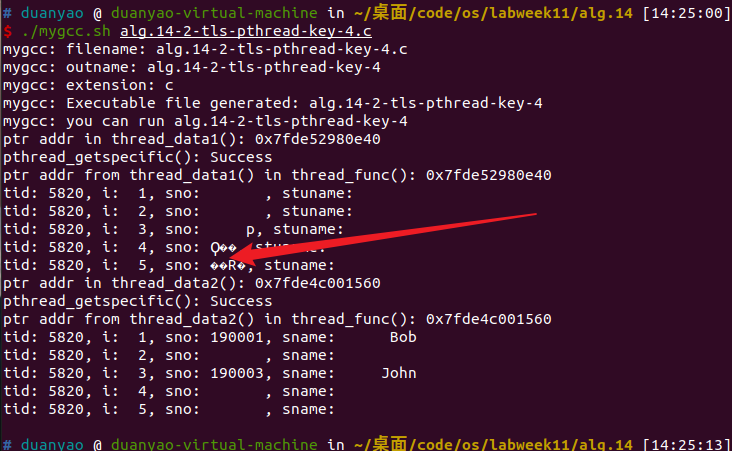 # duanyao @ duanyao-virtual-machine in ~/桌面/code/os/labweek11/alg.14 [14:25:00]
$ ./mygcc.sh alg.14-2-tls-pthread-key-4.c
mygcc: filename: alg.14-2-tls-pthread-key-4.c
mygcc: outname: alg.14-2-tls-pthread-key-4
mygcc: extension: c
mygcc: Executable file generated: alg.14-2-tls-pthread-key-4
mygcc: you can run alg.14-2-tls-pthread-key-4
ptr addr in thread_data1(): 0x7fde52980e40
pthread_getspecific(): Success
ptr addr from thread_data1() in thread_func(): 0x7fde52980e40
tid: 5820, i:  1, sno:        , stuname:
tid: 5820, i:  2, sno:        , stuname:
tid: 5820, i:  3, sno:      p, stuname:
tid: 5820, i:  4, sno: �� , stuname:
tid: 5820, i:  5, sno: ��R�, stuname:
ptr addr in thread_data2(): 0x7fde4c001560
pthread_getspecific(): Success
ptr addr from thread_data2() in thread_func(): 0x7fde4c001560
tid: 5820, i:  1, sno: 190001, sname:      Bob
tid: 5820, i:  2, sno:        , sname:
tid: 5820, i:  3, sno: 190003, sname:     John
tid: 5820, i:  4, sno:        , sname:
tid: 5820, i:  5, sno:        , sname:
# duanyao @ duanyao-virtual-machine in ~/桌面/code/os/labweek11/alg.14 [14:25:13]